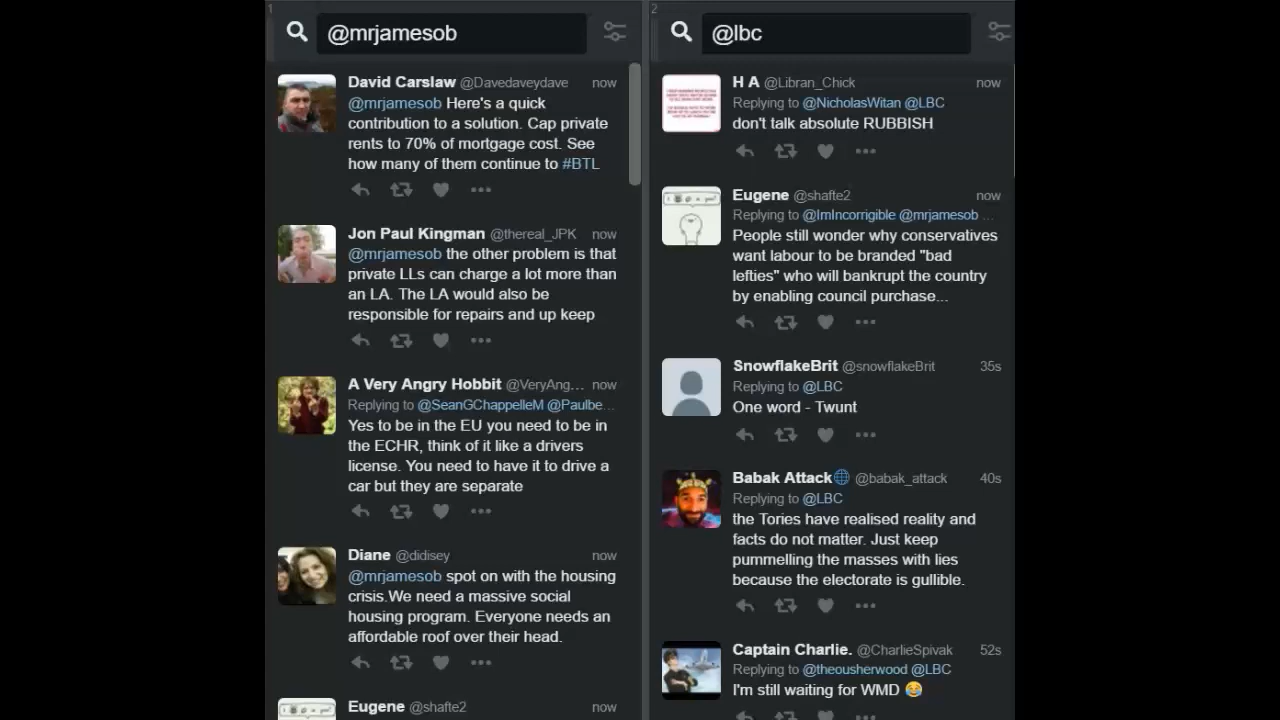 1
@mrjamesob
David Carslaw @Davedaveydave now
@mrjamesob Here's a quick
contribution to a solution. Cap private
rents to 70% of mortgage cost. See
how many of them continue to #BTL
Jon Paul Kingman @thereal_JPK now
@mrjamesob the other problem is that
private LLs can charge a lot more than
an LA. The LA would also be
responsible for repairs and up keep
A Very Angry Hobbit @VeryAng... now
Replying to @SeanGChappelleM @Paulbe...
Yes to be in the EU you need to be in
the ECHR, think of it like a drivers
license. You need to have it to drive a
car but they are separate
Diane @didisey now
@mrjamesob spot on with the housing
crisis.We need a massive social
housing program. Everyone needs an
affordable roof over their head.
Eugene @shafte2 now
2
@lbc
H A @Libran_Chick now
Replying to @NicholasWitan @LBC
don't talk absolute RUBBISH
Eugene @shafte2 now
Replying to @ImIncorrigible @mrjamesob ...
People still wonder why conservatives
want labour to be branded "bad
lefties" who will bankrupt the country
by enabling council purchase...
SnowflakeBrit @snowflakeBrit 35s
Replying to @LBC
One word - Twunt
Babak Attack🌐 @babak_attack 40s
Replying to @LBC
the Tories have realised reality and
facts do not matter. Just keep
pummelling the masses with lies
because the electorate is gullible.
Captain Charlie. @CharlieSpivak 52s
Replying to @theousherwood @LBC
I'm still waiting for WMD 😂